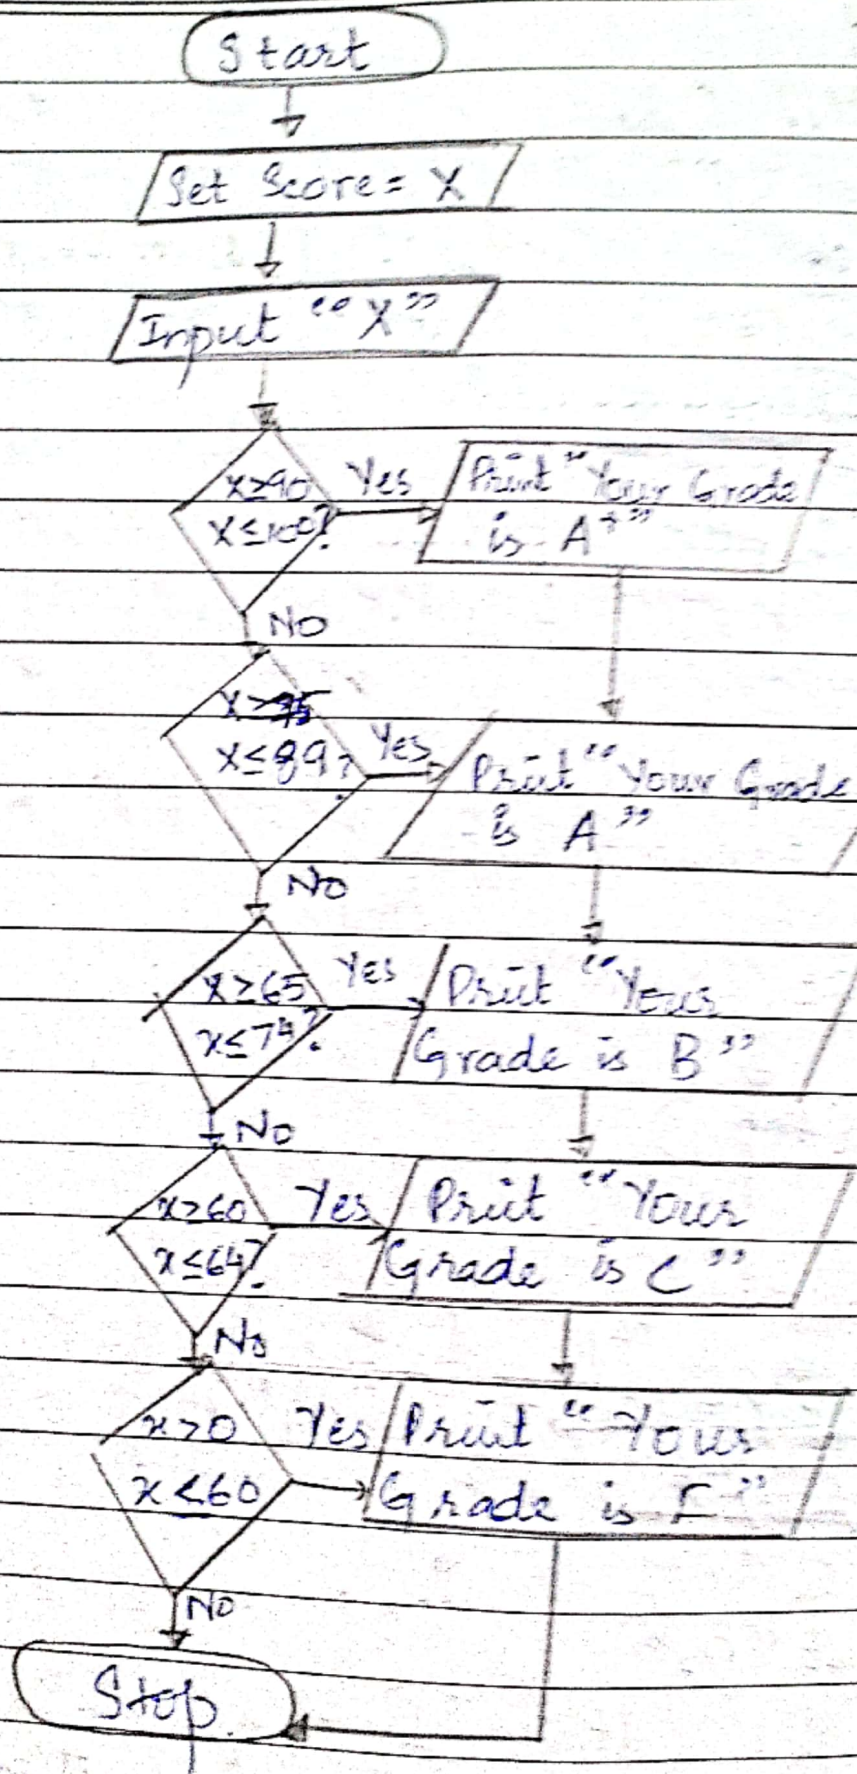 Start
Set Score = X
Input "X"
x≥90
x≤100?
Yes
Print "Your Grade
is A+"
NO
x≥75
x≤89?
Yes
Print "Your Grade
is A"
No
x≥65
x≤74?
Yes
Print "Your
Grade is B"
No
x≥60
x≤64?
Yes
Print "Your
Grade is C"
No
x>0
x≤60
Yes
Print "Your
Grade is
No
Stop